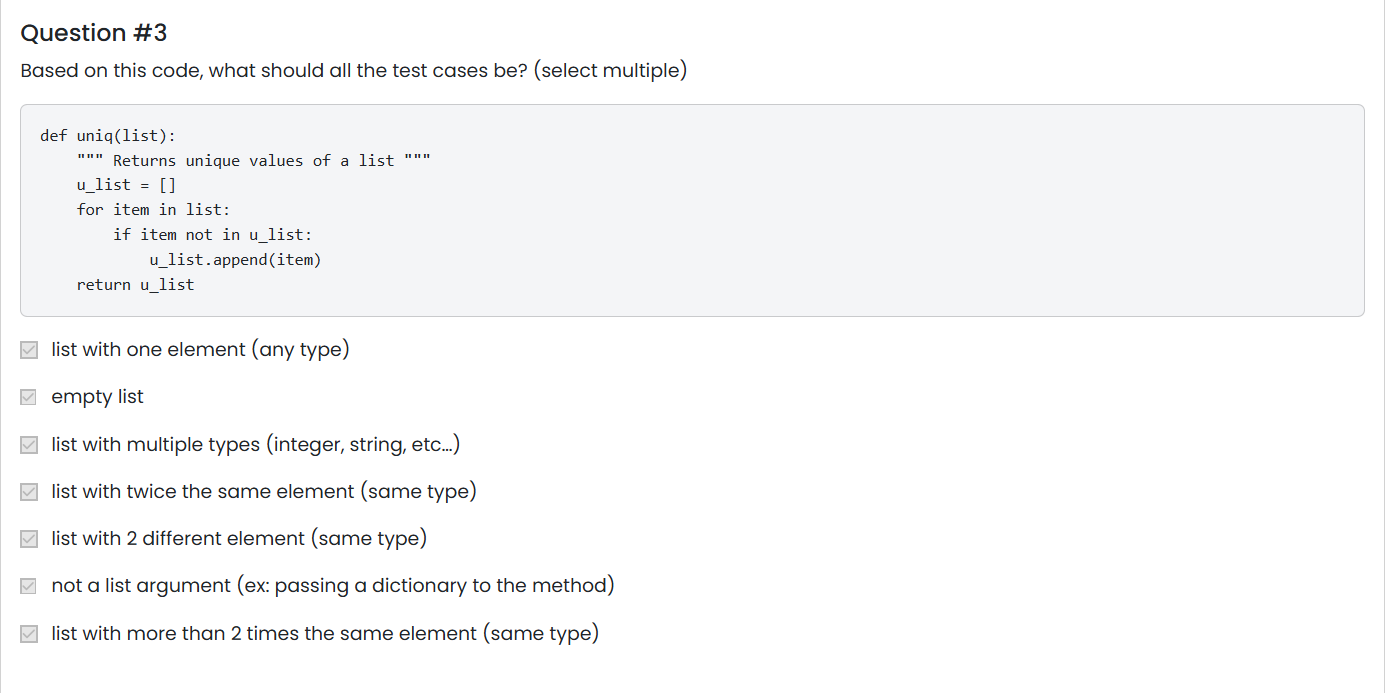 Question #3
Based on this code, what should all the test cases be? (select multiple)
def uniq(list):
    """ Returns unique values of a list """
    u_list = []
    for item in list:
        if item not in u_list:
            u_list.append(item)
    return u_list
list with one element (any type)
empty list
list with multiple types (integer, string, etc…)
list with twice the same element (same type)
list with 2 different element (same type)
not a list argument (ex: passing a dictionary to the method)
list with more than 2 times the same element (same type)